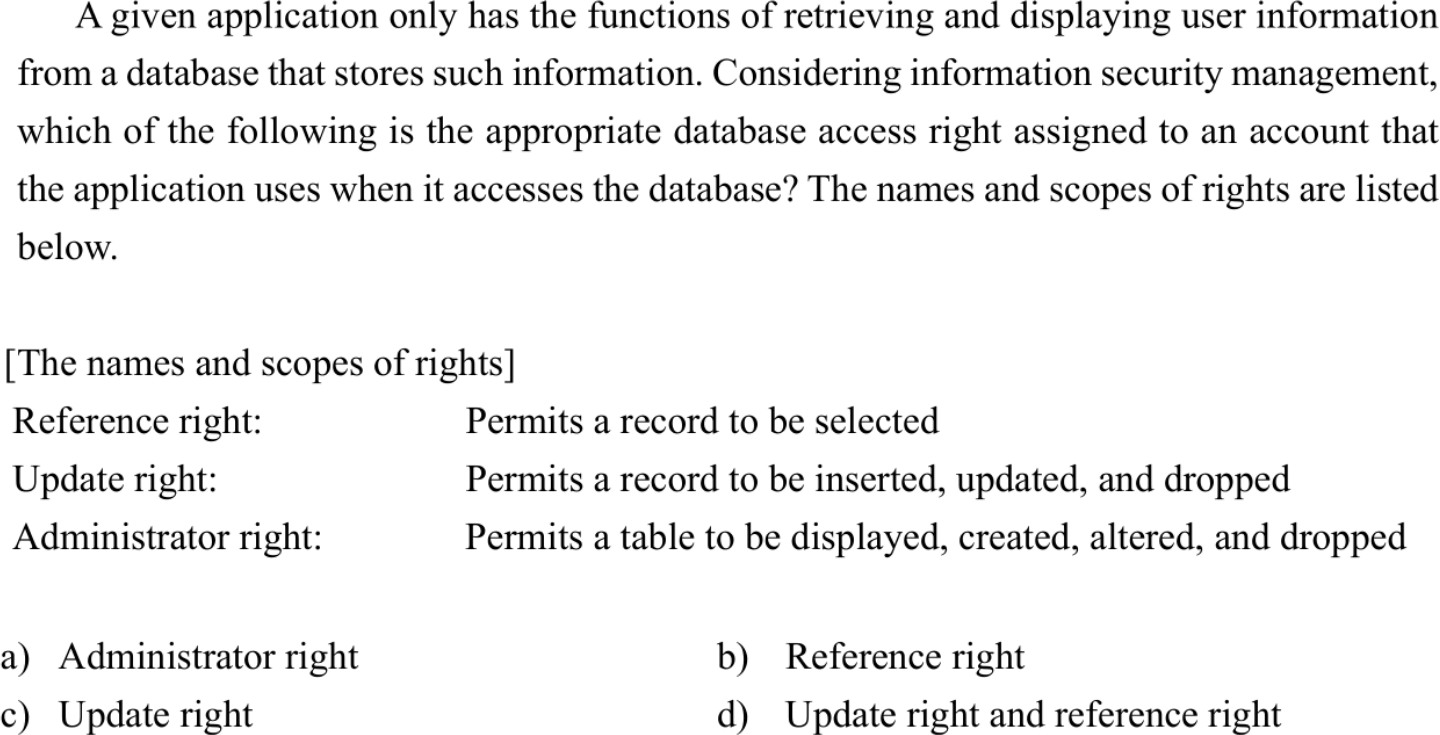 A given application only has the functions of retrieving and displaying user information
from a database that stores such information. Considering information security management,
which of the following is the appropriate database access right assigned to an account that
the application uses when it accesses the database? The names and scopes of rights are listed
below.
[The names and scopes of rights]
Reference right: Permits a record to be selected
Update right: Permits a record to be inserted, updated, and dropped
Administrator right: Permits a table to be displayed, created, altered, and dropped
a) Administrator right b) Reference right
c) Update right d) Update right and reference right